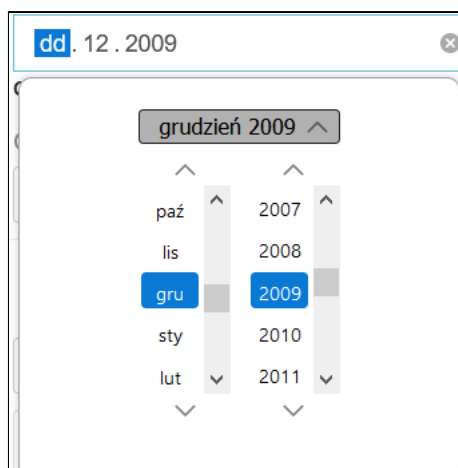 dd . 12 . 2009
grudzień 2009
paź 2007
lis 2008
gru 2009
sty 2010
lut 2011